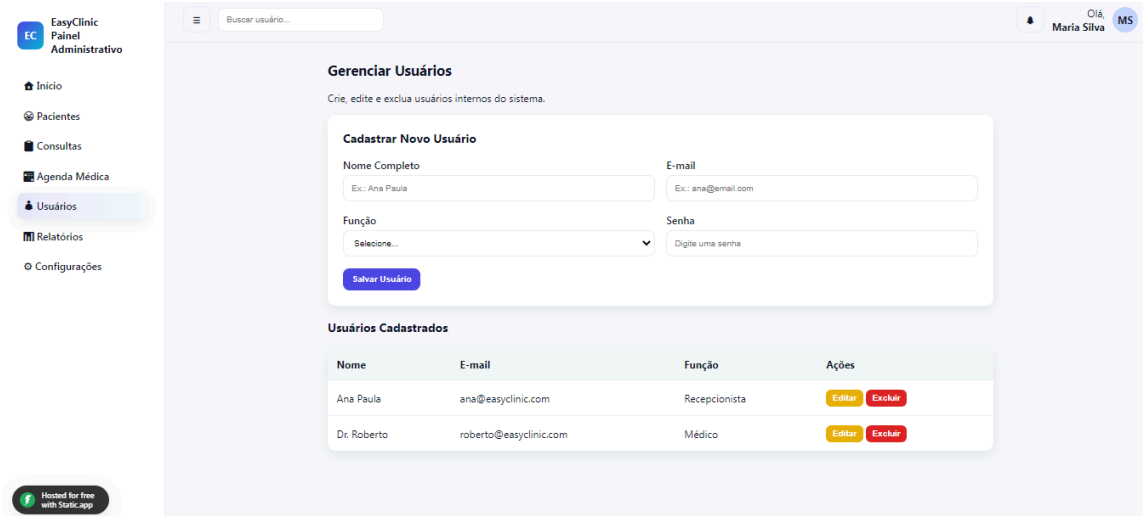 EC
EasyClinic
Painel
Administrativo
Início
Pacientes
Consultas
Agenda Médica
Usuários
Relatórios
Configurações
Hosted for free
with Static.app
Buscar usuário...
Olá,
Maria Silva
MS
Gerenciar Usuários
Crie, edite e exclua usuários internos do sistema.
Cadastrar Novo Usuário
Nome Completo
Ex.: Ana Paula
E-mail
Ex.: ana@email.com
Função
Selecione...
Senha
Digite uma senha
Salvar Usuário
Usuários Cadastrados
Nome E-mail Função Ações
Ana Paula ana@easyclinic.com Recepcionista Editar Excluir
Dr. Roberto roberto@easyclinic.com Médico Editar Excluir